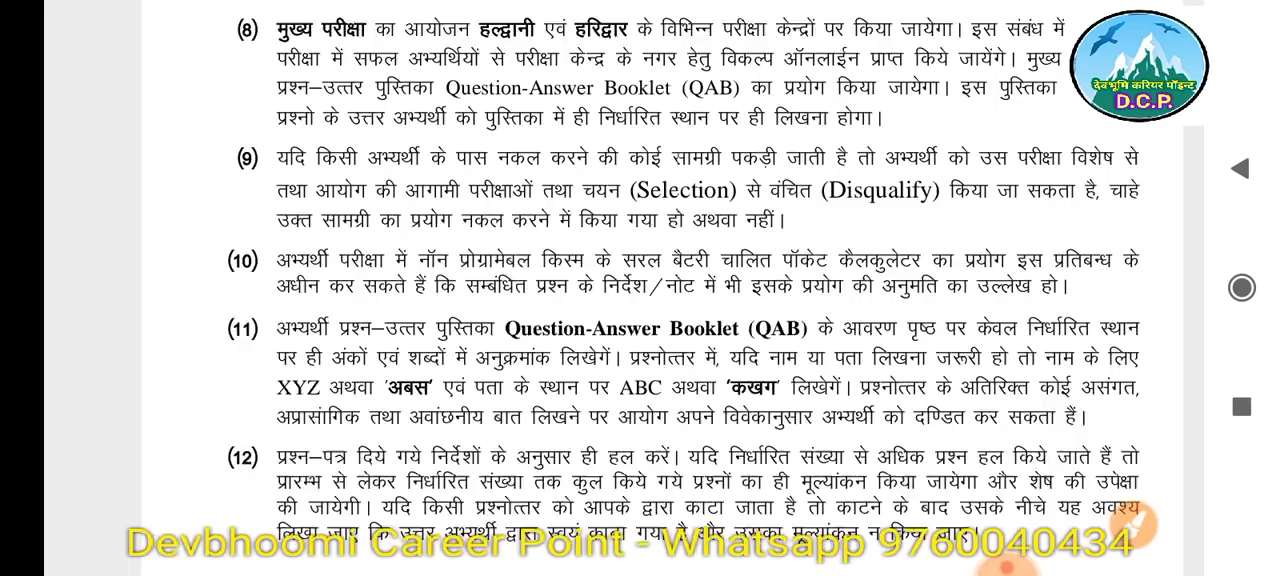 (8) मुख्य परीक्षा का आयोजन हल्द्वानी एवं हरिद्वार के विभिन्न परीक्षा केन्द्रों पर किया जायेगा। इस संबंध में
परीक्षा में सफल अभ्यर्थियों से परीक्षा केन्द्र के नगर हेतु विकल्प ऑनलाईन प्राप्त किये जायेंगे। मुख्य
प्रश्न–उत्तर पुस्तिका Question-Answer Booklet (QAB) का प्रयोग किया जायेगा। इस पुस्तिका
प्रश्नो के उत्तर अभ्यर्थी को पुस्तिका में ही निर्धारित स्थान पर ही लिखना होगा।
देवभूमि करियर पॉइन्ट
D.C.P.
(9) यदि किसी अभ्यर्थी के पास नकल करने की कोई सामग्री पकड़ी जाती है तो अभ्यर्थी को उस परीक्षा विशेष से
तथा आयोग की आगामी परीक्षाओं तथा चयन (Selection) से वंचित (Disqualify) किया जा सकता है, चाहे
उक्त सामग्री का प्रयोग नकल करने में किया गया हो अथवा नहीं।
(10) अभ्यर्थी परीक्षा में नॉन प्रोग्रामेबल किस्म के सरल बैटरी चालित पॉकेट कैलकुलेटर का प्रयोग इस प्रतिबन्ध के
अधीन कर सकते हैं कि सम्बंधित प्रश्न के निर्देश/नोट में भी इसके प्रयोग की अनुमति का उल्लेख हो।
(11) अभ्यर्थी प्रश्न–उत्तर पुस्तिका Question-Answer Booklet (QAB) के आवरण पृष्ठ पर केवल निर्धारित स्थान
पर ही अंकों एवं शब्दों में अनुक्रमांक लिखेगें। प्रश्नोत्तर में, यदि नाम या पता लिखना जरूरी हो तो नाम के लिए
XYZ अथवा 'अबस' एवं पता के स्थान पर ABC अथवा 'कखग' लिखेगें। प्रश्नोत्तर के अतिरिक्त कोई असंगत,
अप्रासांगिक तथा अवांछनीय बात लिखने पर आयोग अपने विवेकानुसार अभ्यर्थी को दण्डित कर सकता हैं।
(12) प्रश्न–पत्र दिये गये निर्देशों के अनुसार ही हल करें। यदि निर्धारित संख्या से अधिक प्रश्न हल किये जाते हैं तो
प्रारम्भ से लेकर निर्धारित संख्या तक कुल किये गये प्रश्नों का ही मूल्यांकन किया जायेगा और शेष की उपेक्षा
की जायेगी। यदि किसी प्रश्नोत्तर को आपके द्वारा काटा जाता है तो काटने के बाद उसके नीचे यह अवश्य
लिखा जाए कि उत्तर अभ्यर्थी द्वारा स्वयं काटा गया है और उसका मूल्यांकन न किया जाए।
Devbhoomi Career Point - Whatsapp 9760040434